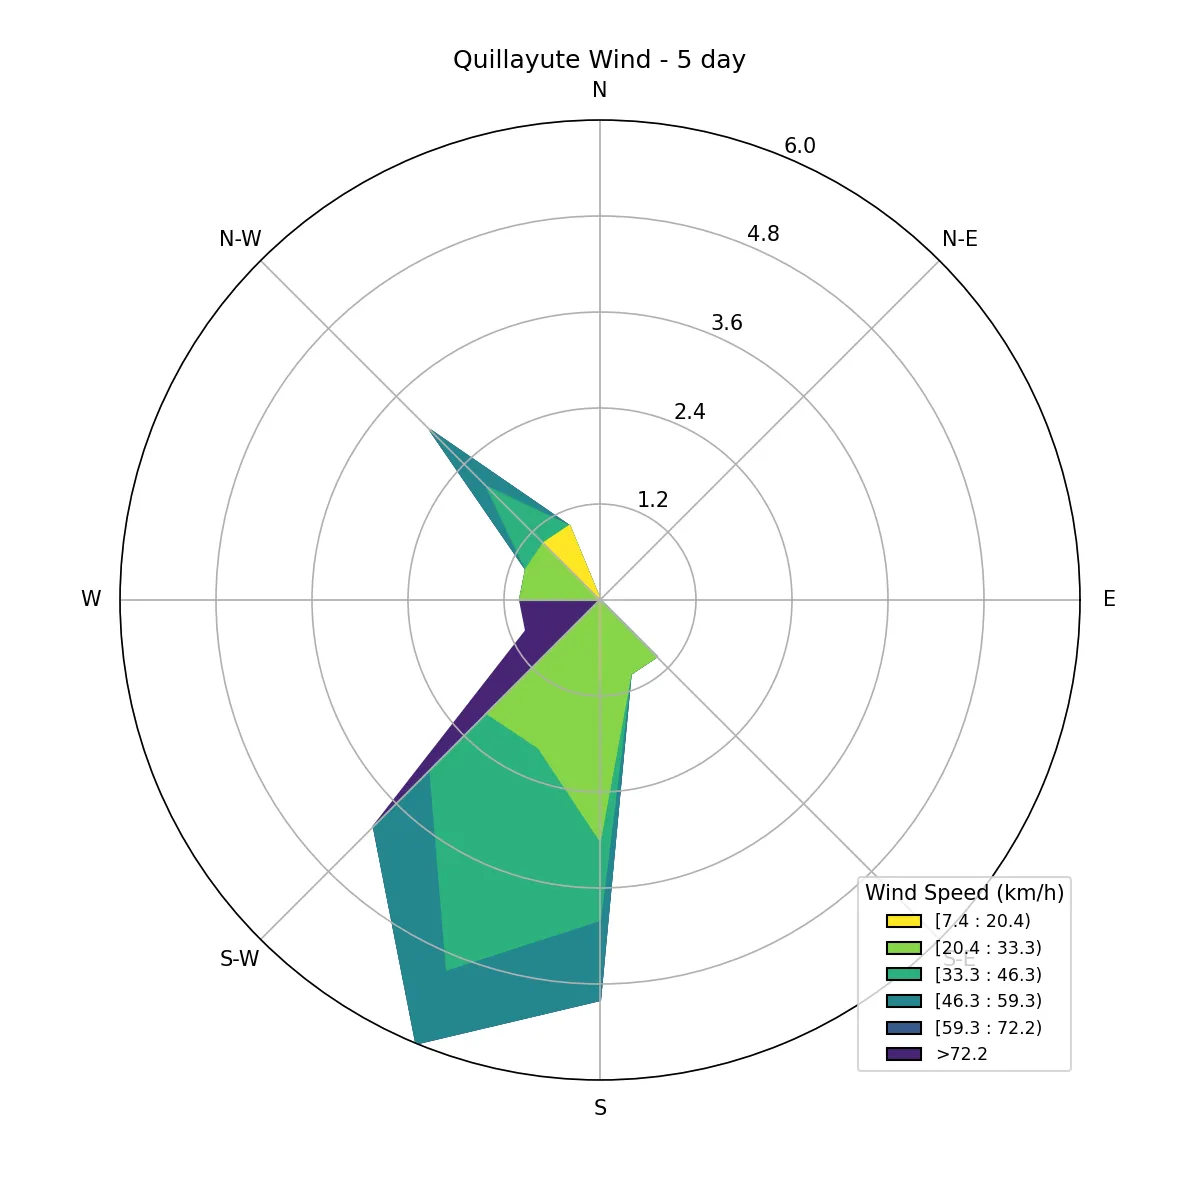 Quillayute Wind - 5 day
N
6.0
N-W
N-E
4.8
3.6
2.4
1.2
W
E
S-W
S-E
Wind Speed (km/h)
[7.4 : 20.4)
[20.4 : 33.3)
[33.3 : 46.3)
[46.3 : 59.3)
[59.3 : 72.2)
>72.2
S